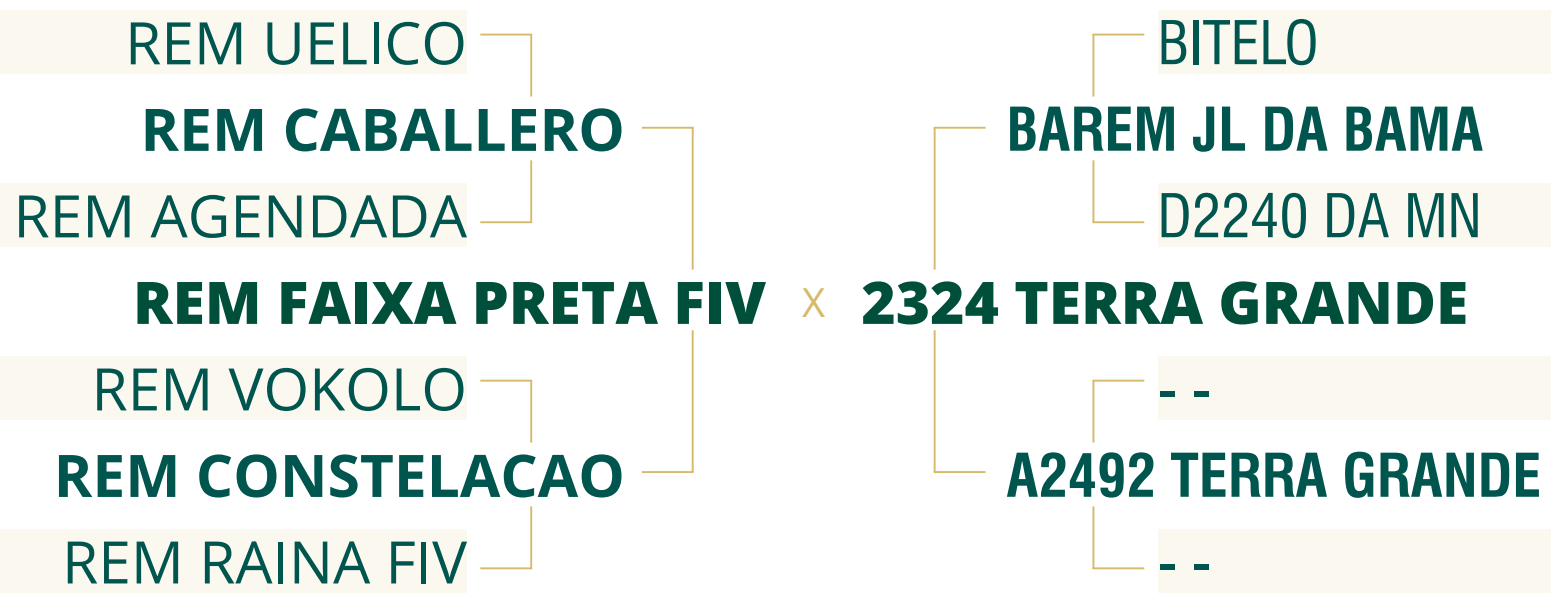 REM UELICO BITELO
REM CABALLERO BAREM JL DA BAMA
REM AGENDADA D2240 DA MN
REM FAIXA PRETA FIV X 2324 TERRA GRANDE
REM VOKOLO - -
REM CONSTELACAO A2492 TERRA GRANDE
REM RAINA FIV - -